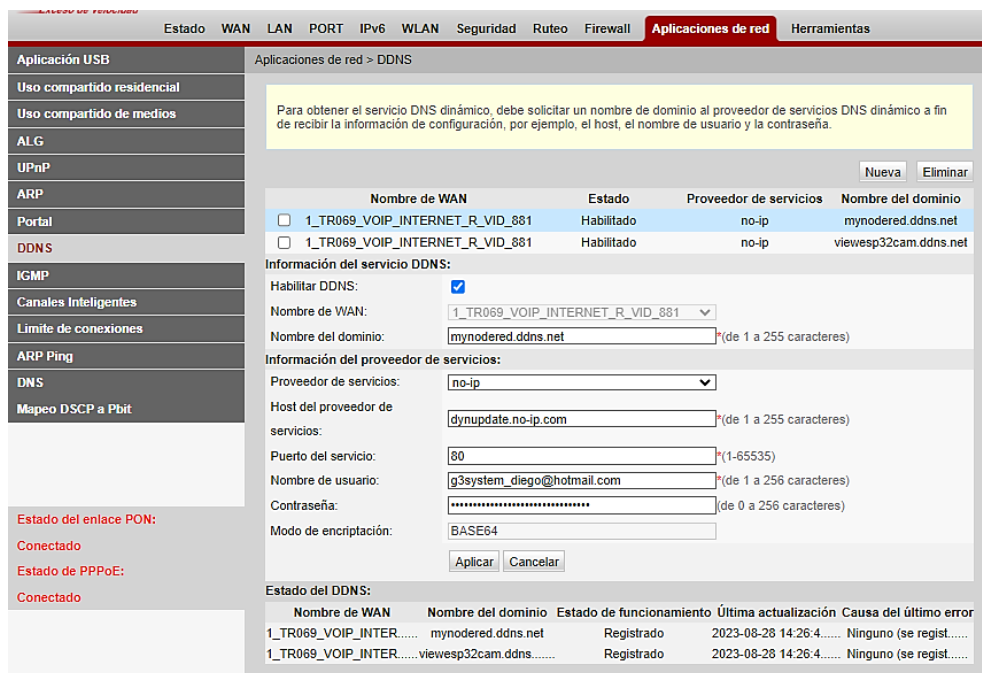 Exceso de Velocidad
Estado WAN LAN PORT IPv6 WLAN Seguridad Ruteo Firewall Aplicaciones de red Herramientas
Aplicación USB
Uso compartido residencial
Uso compartido de medios
ALG
UPnP
ARP
Portal
DDNS
IGMP
Canales Inteligentes
Limite de conexiones
ARP Ping
DNS
Mapeo DSCP a Pbit
Estado del enlace PON:
Conectado
Estado de PPPoE:
Conectado
Aplicaciones de red > DDNS
Para obtener el servicio DNS dinámico, debe solicitar un nombre de dominio al proveedor de servicios DNS dinámico a fin
de recibir la información de configuración, por ejemplo, el host, el nombre de usuario y la contraseña.
Nueva Eliminar
Nombre de WAN Estado Proveedor de servicios Nombre del dominio
1_TR069_VOIP_INTERNET_R_VID_881 Habilitado no-ip mynodered.ddns.net
1_TR069_VOIP_INTERNET_R_VID_881 Habilitado no-ip viewesp32cam.ddns.net
Información del servicio DDNS:
Habilitar DDNS:
Nombre de WAN: 1_TR069_VOIP_INTERNET_R_VID_881
Nombre del dominio: mynodered.ddns.net *(de 1 a 255 caracteres)
Información del proveedor de servicios:
Proveedor de servicios: no-ip
Host del proveedor de
servicios: dynupdate.no-ip.com *(de 1 a 255 caracteres)
Puerto del servicio: 80 *(1-65535)
Nombre de usuario: g3system_diego@hotmail.com *(de 1 a 256 caracteres)
Contraseña: •••••••••••••••••••••••••••••••• (de 0 a 256 caracteres)
Modo de encriptación: BASE64
Aplicar Cancelar
Estado del DDNS:
Nombre de WAN Nombre del dominio Estado de funcionamiento Última actualización Causa del último error
1_TR069_VOIP_INTER...... mynodered.ddns.net Registrado 2023-08-28 14:26:4...... Ninguno (se regist......
1_TR069_VOIP_INTER......viewesp32cam.ddns....... Registrado 2023-08-28 14:26:4...... Ninguno (se regist......